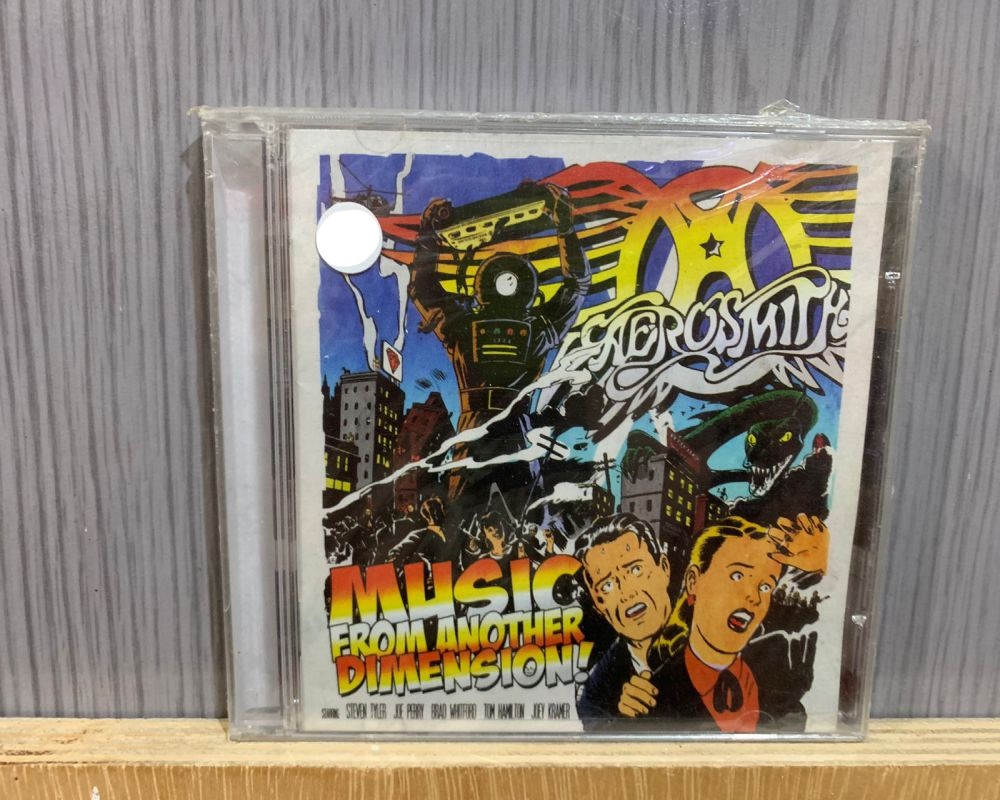 AEROSMITH
MUSIC
FROM ANOTHER
DIMENSION!
STARRING STEVEN TYLER JOE PERRY BRAD WHITFORD TOM HAMILTON JOEY KRAMER